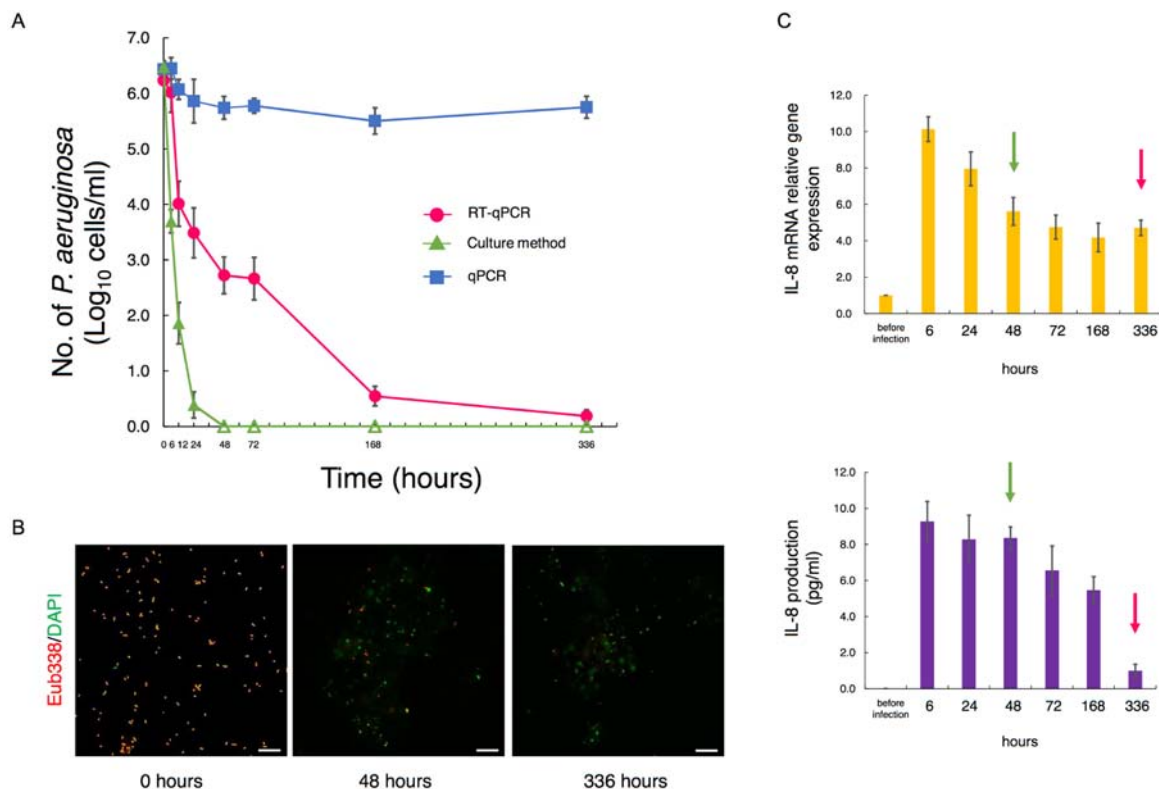 A
7.0
6.0
5.0
4.0
3.0
2.0
1.0
0.0
No. of P. aeruginosa
(Log10 cells/ml)
RT-qPCR
Culture method
qPCR
0 6 12 24 48 72 168 336
Time (hours)
B
Eub338/DAPI
0 hours
48 hours
336 hours
C
12.0
10.0
8.0
6.0
4.0
2.0
0.0
IL-8 mRNA relative gene
expression
before
infection
6 24 48 72 168 336
hours
12.0
10.0
8.0
6.0
4.0
2.0
0.0
IL-8 production
(pg/ml)
before
infection
6 24 48 72 168 336
hours